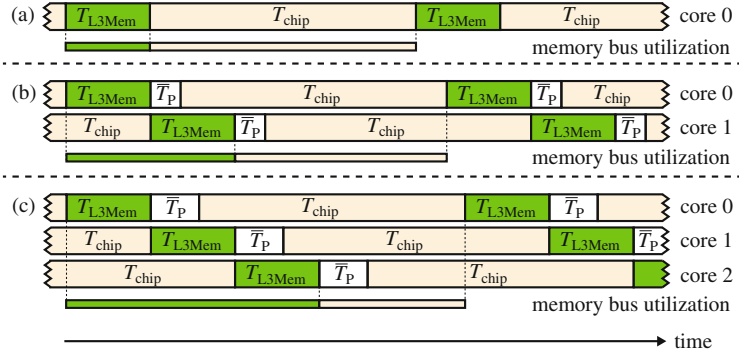 (a) T_L3Mem T_chip T_L3Mem T_chip core 0
memory bus utilization
(b) T_L3Mem T̅_P T_chip T_L3Mem T̅_P T_chip core 0
T_chip T_L3Mem T̅_P T_chip T_L3Mem T̅_P core 1
memory bus utilization
(c) T_L3Mem T̅_P T_chip T_L3Mem T̅_P core 0
T_chip T_L3Mem T̅_P T_chip T_L3Mem T̅_P core 1
T_chip T_L3Mem T̅_P T_chip core 2
memory bus utilization
time